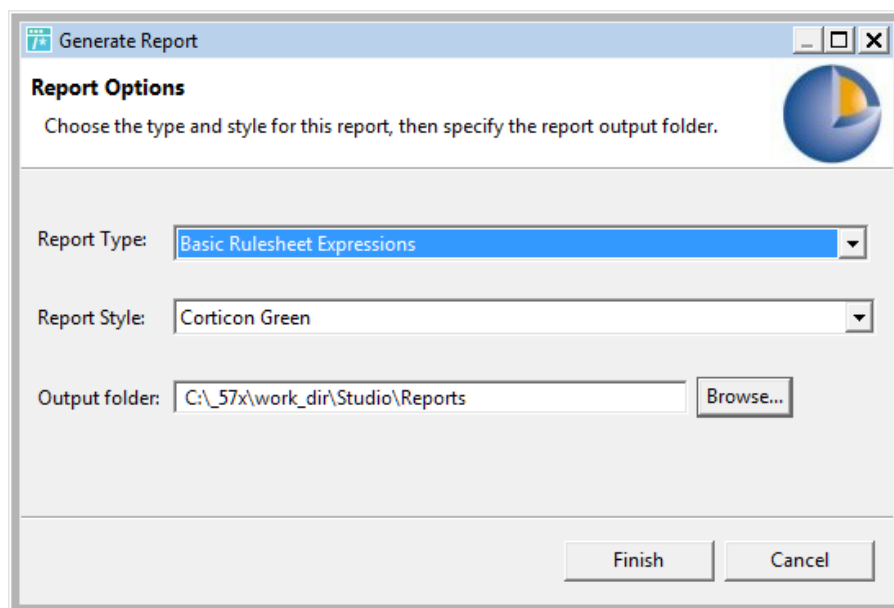 Generate Report
Report Options
Choose the type and style for this report, then specify the report output folder.
Report Type: Basic Rulesheet Expressions
Report Style: Corticon Green
Output folder: C:\_57x\work_dir\Studio\Reports Browse...
Finish Cancel